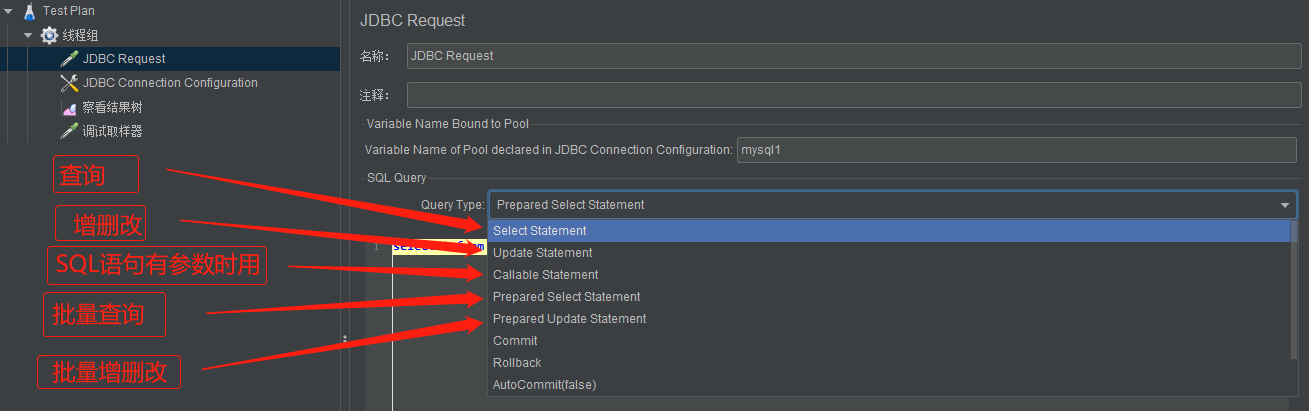 Test Plan
线程组
JDBC Request
JDBC Connection Configuration
察看结果树
调试取样器
查询
增删改
SQL语句有参数时用
批量查询
批量增删改
JDBC Request
名称: JDBC Request
注释:
Variable Name Bound to Pool
Variable Name of Pool declared in JDBC Connection Configuration: mysql1
SQL Query
Query Type: Prepared Select Statement
1
Select Statement
Update Statement
Callable Statement
Prepared Select Statement
Prepared Update Statement
Commit
Rollback
AutoCommit(false)